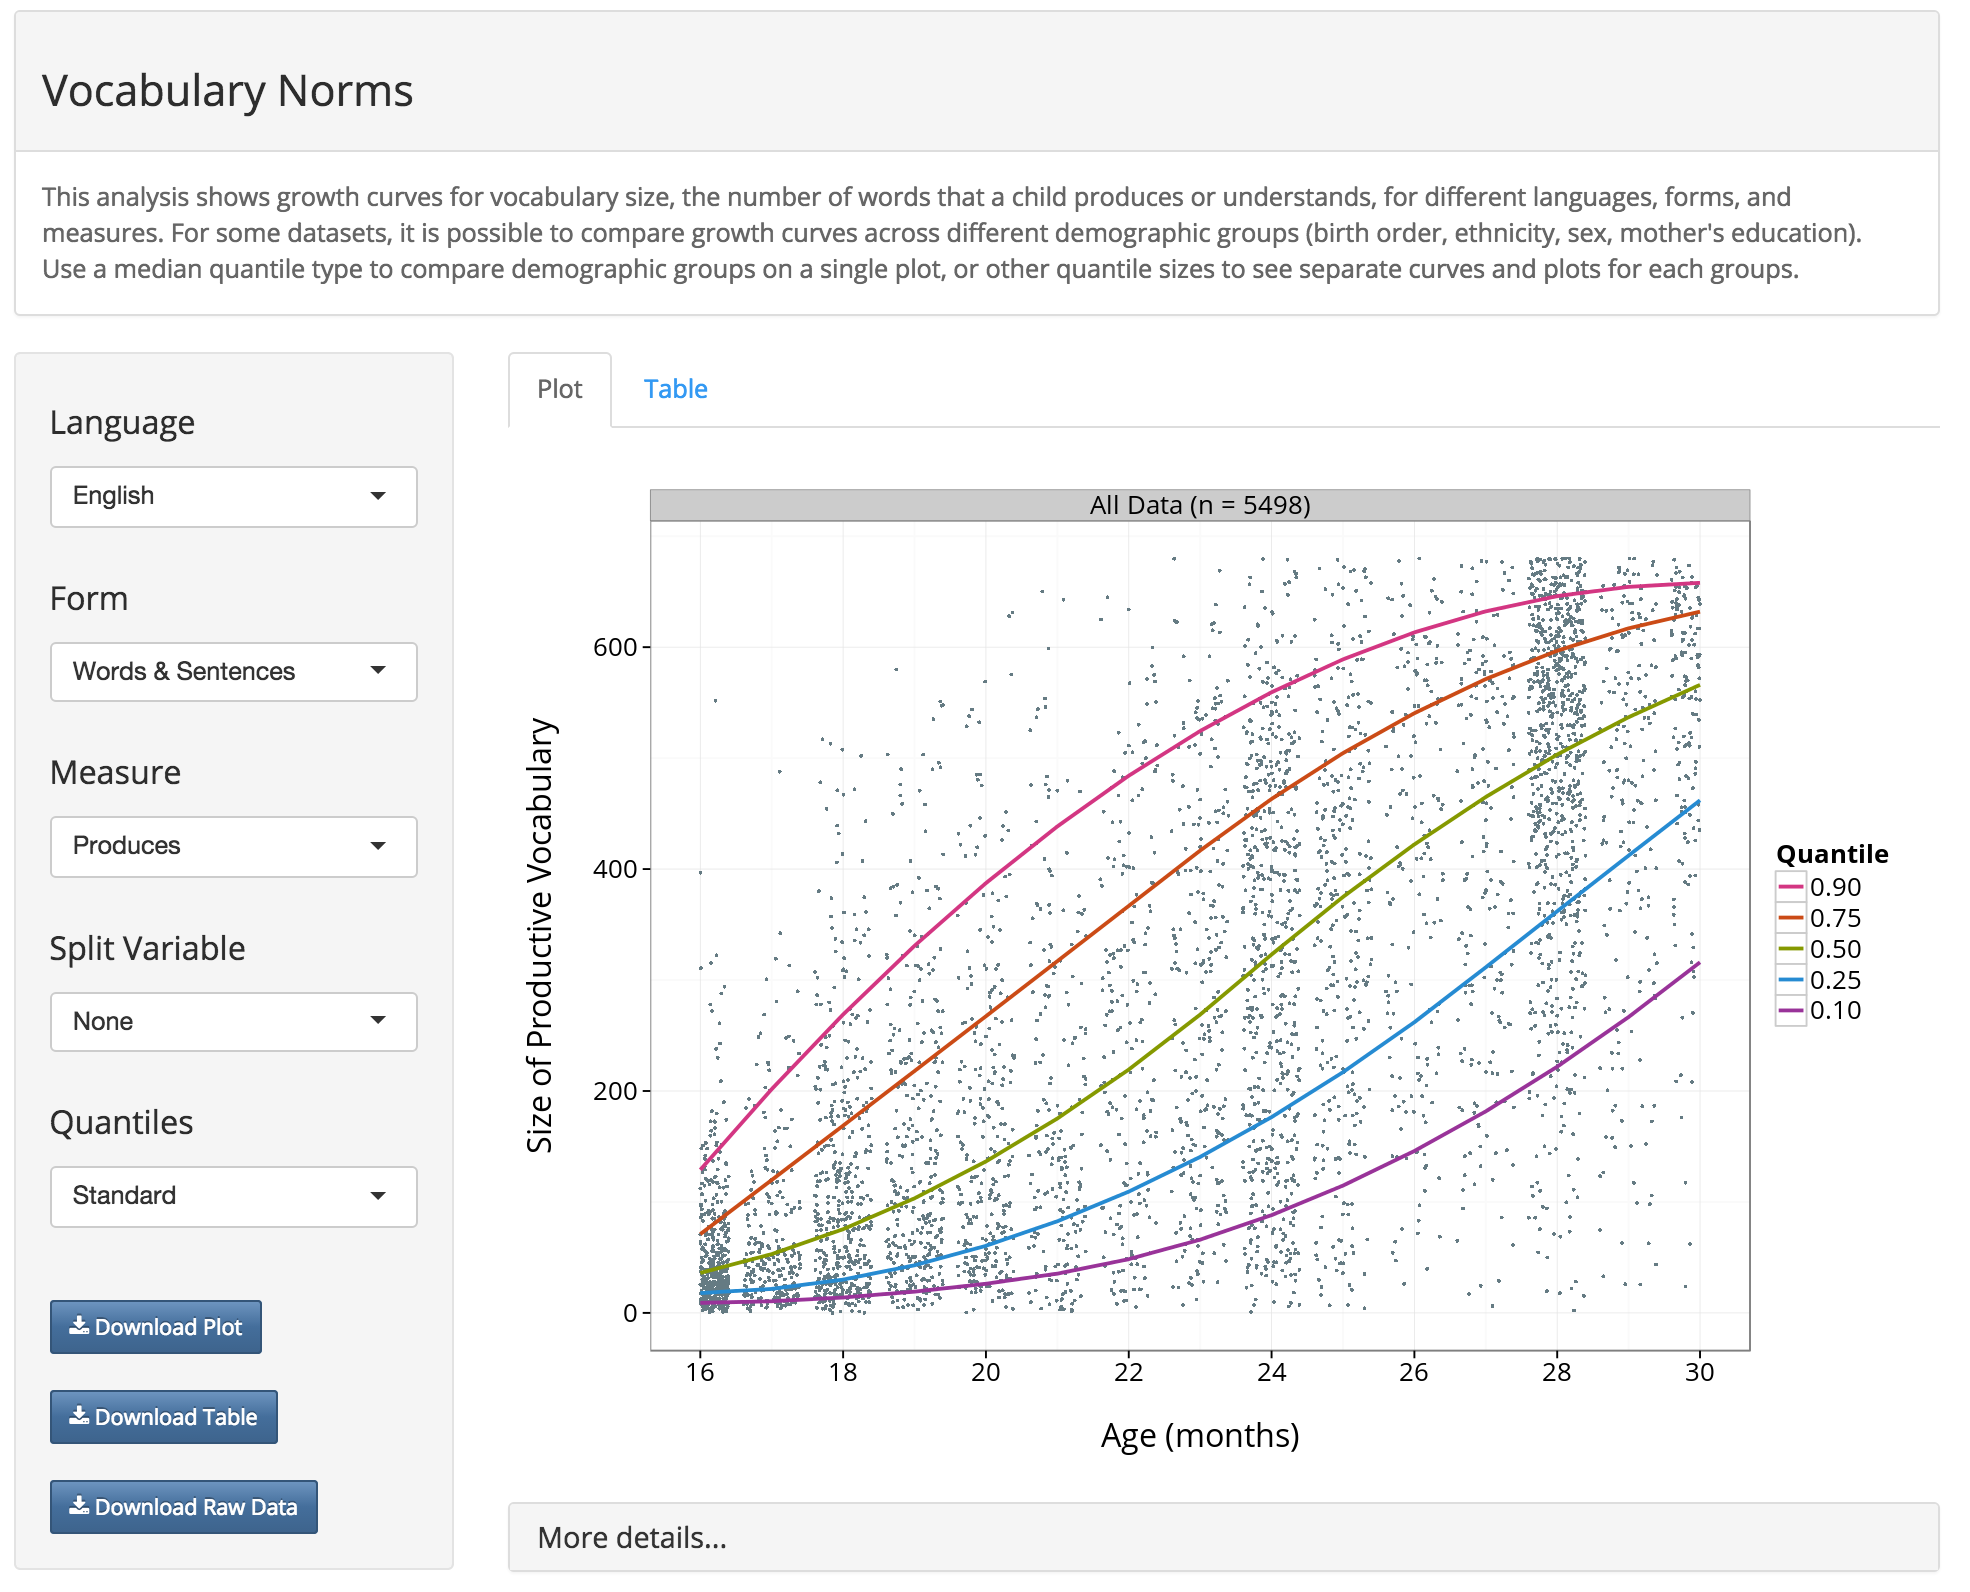 Vocabulary Norms
This analysis shows growth curves for vocabulary size, the number of words that a child produces or understands, for different languages, forms, and
measures. For some datasets, it is possible to compare growth curves across different demographic groups (birth order, ethnicity, sex, mother's education).
Use a median quantile type to compare demographic groups on a single plot, or other quantile sizes to see separate curves and plots for each groups.
Language
English
Form
Words & Sentences
Measure
Produces
Split Variable
None
Quantiles
Standard
Download Plot
Download Table
Download Raw Data
Plot
Table
All Data (n = 5498)
Size of Productive Vocabulary
600
400
200
0
16 18 20 22 24 26 28 30
Age (months)
Quantile
0.90
0.75
0.50
0.25
0.10
More details...